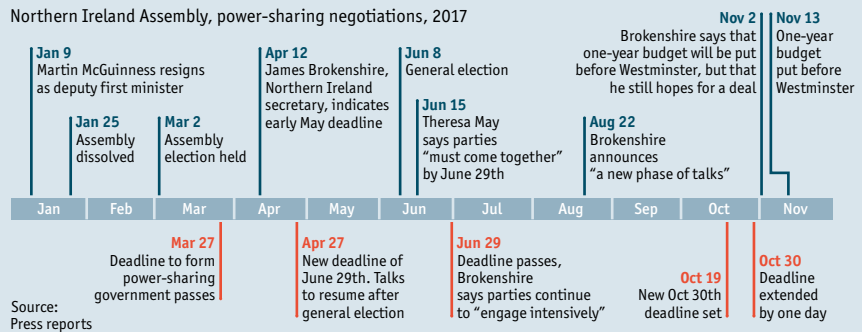 Northern Ireland Assembly, power-sharing negotiations, 2017
Jan 9
Martin McGuinness resigns
as deputy first minister
Jan 25
Assembly
dissolved
Mar 2
Assembly
election held
Apr 12
James Brokenshire,
Northern Ireland
secretary, indicates
early May deadline
Jun 8
General election
Jun 15
Theresa May
says parties
“must come together”
by June 29th
Aug 22
Brokenshire
announces
“a new phase of talks”
Nov 2
Brokenshire says that
one-year budget will be put
before Westminster, but that
he still hopes for a deal
Nov 13
One-year
budget
put before
Westminster
Jan
Feb
Mar
Apr
May
Jun
Jul
Aug
Sep
Oct
Nov
Mar 27
Deadline to form
power-sharing
government passes
Apr 27
New deadline of
June 29th. Talks
to resume after
general election
Jun 29
Deadline passes,
Brokenshire
says parties continue
to “engage intensively”
Oct 19
New Oct 30th
deadline set
Oct 30
Deadline
extended
by one day
Source:
Press reports